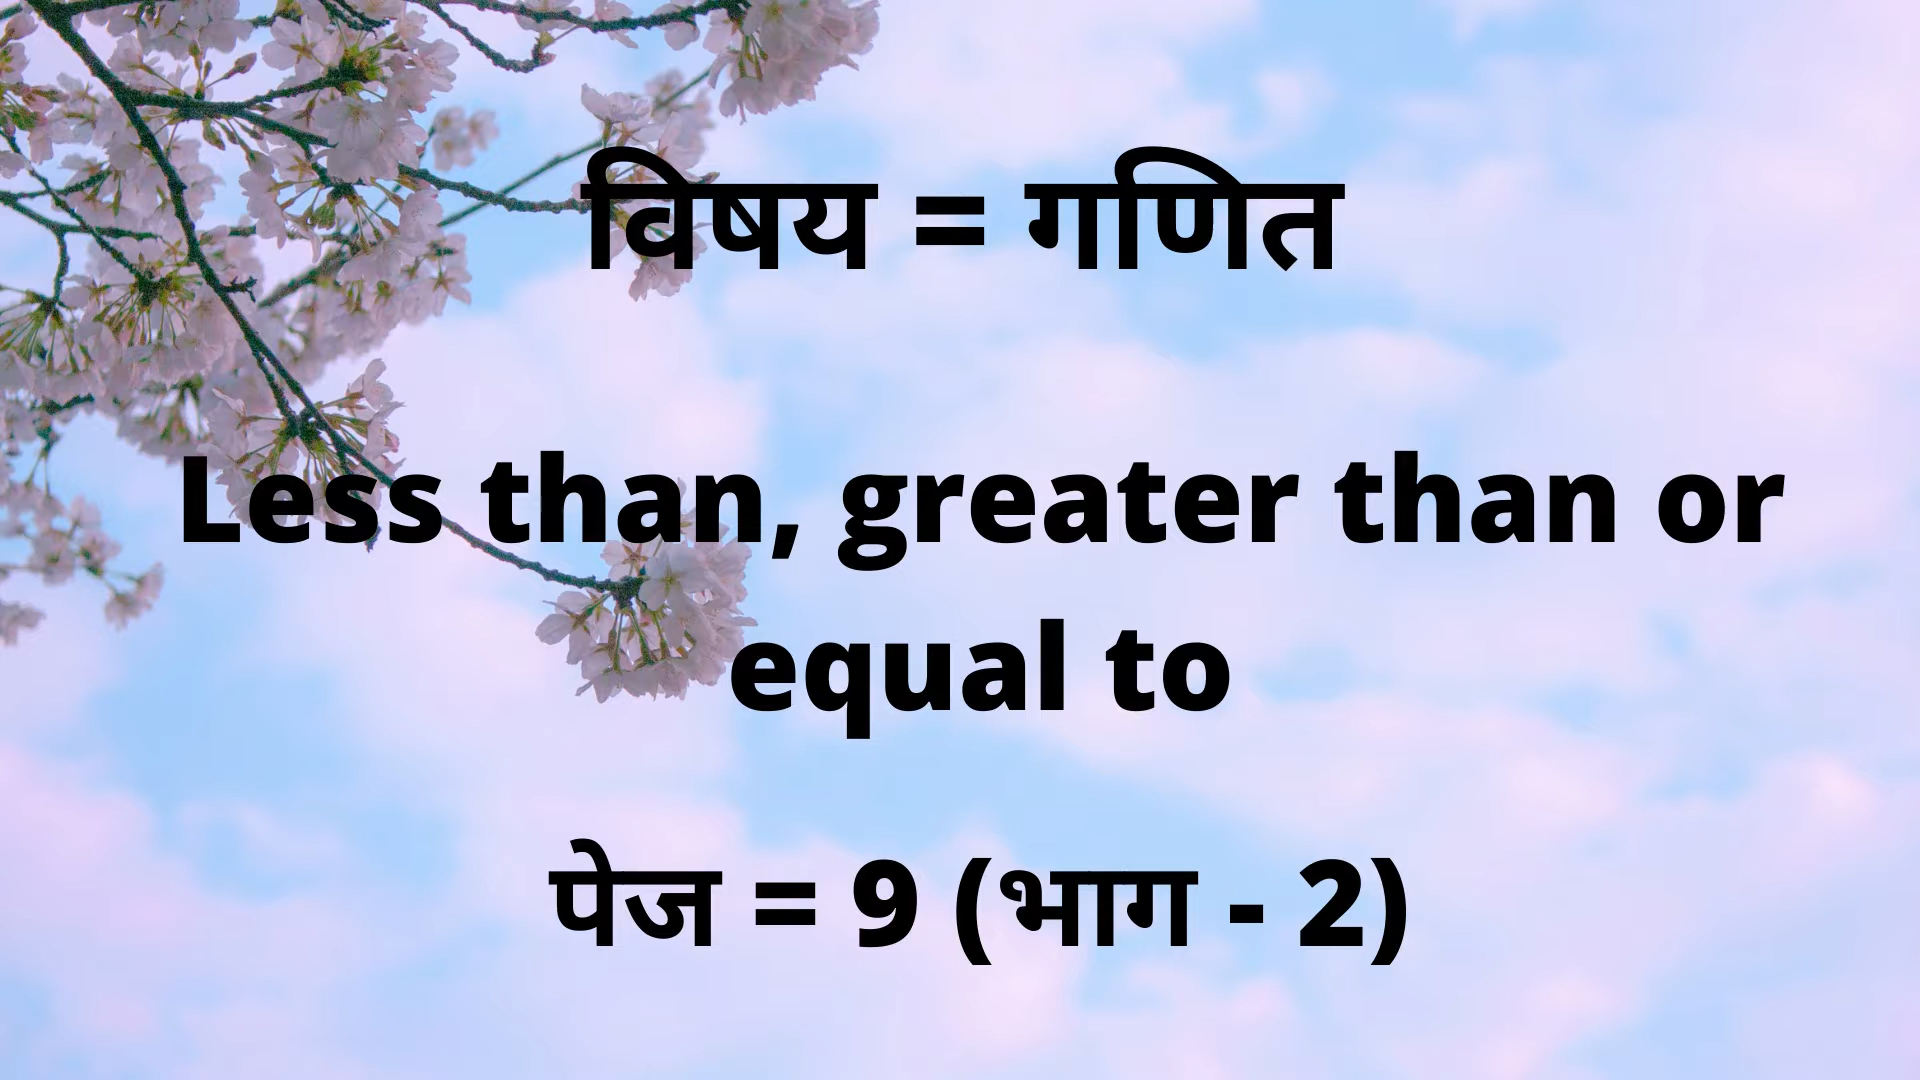 विषय = गणित
Less than, greater than or
equal to
पेज = 9 (भाग - 2)